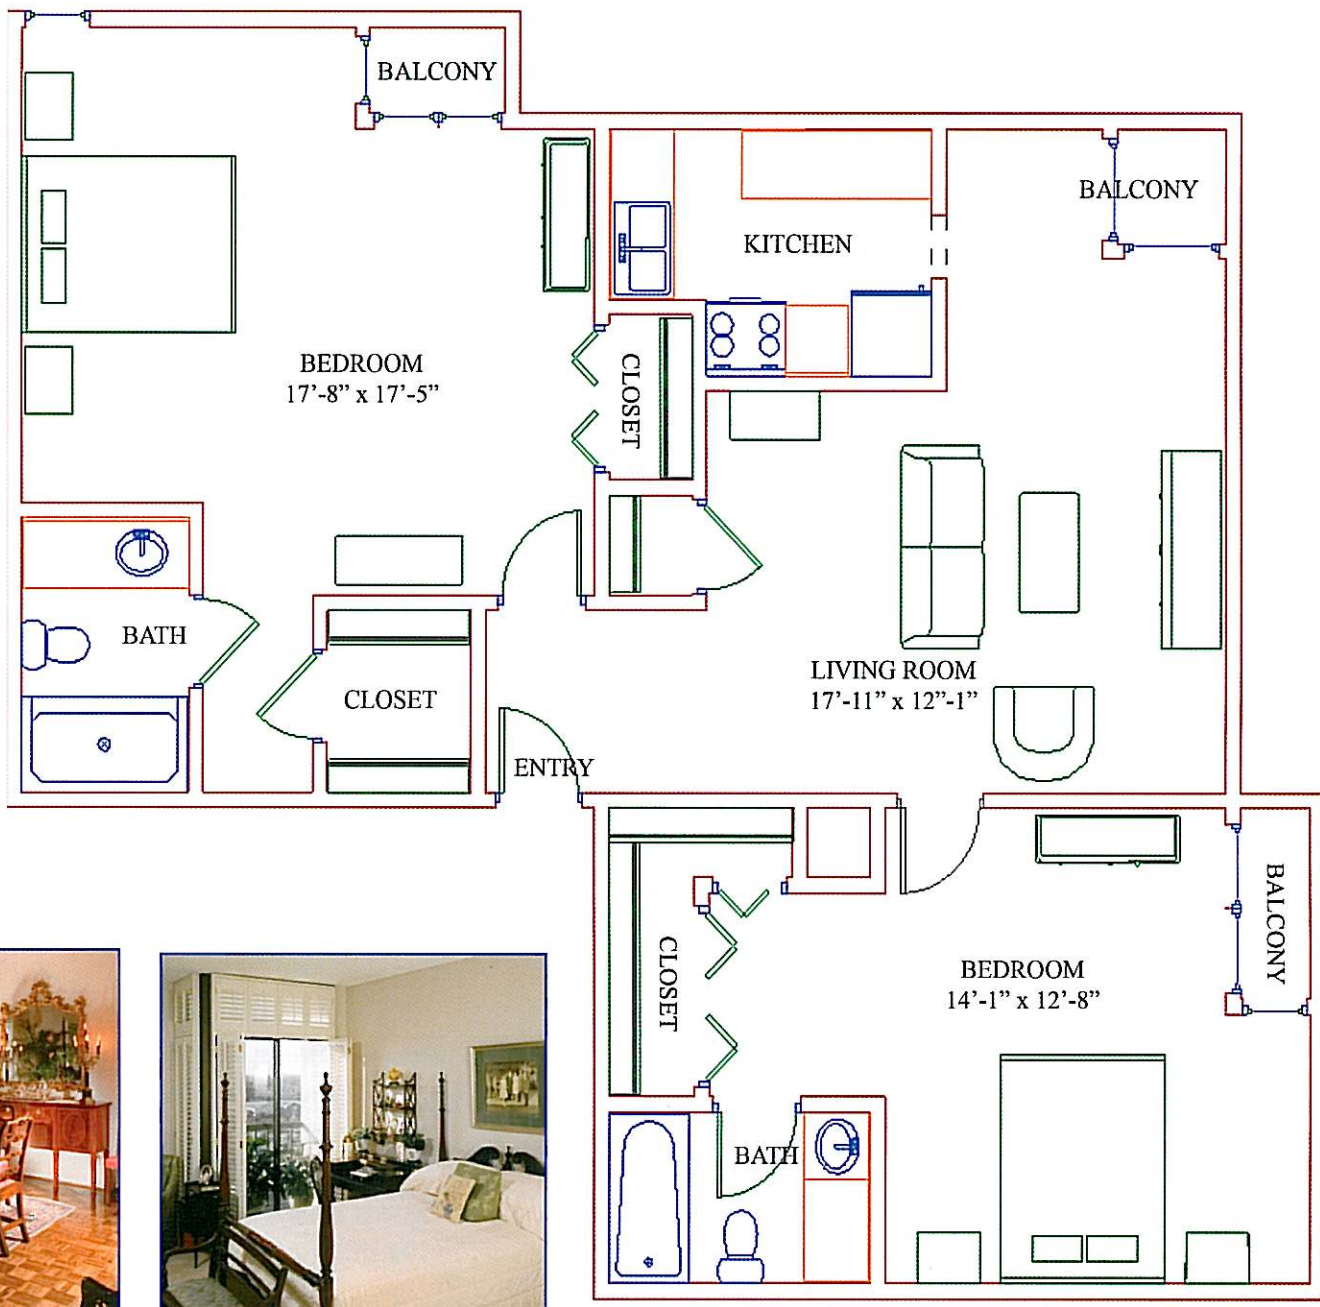 BALCONY
BALCONY
KITCHEN
BEDROOM
17’-8” x 17’-5”
CLOSET
BATH
CLOSET
LIVING ROOM
17’-11” x 12”-1”
ENTRY
BALCONY
CLOSET
BEDROOM
14’-1” x 12’-8”
BATH